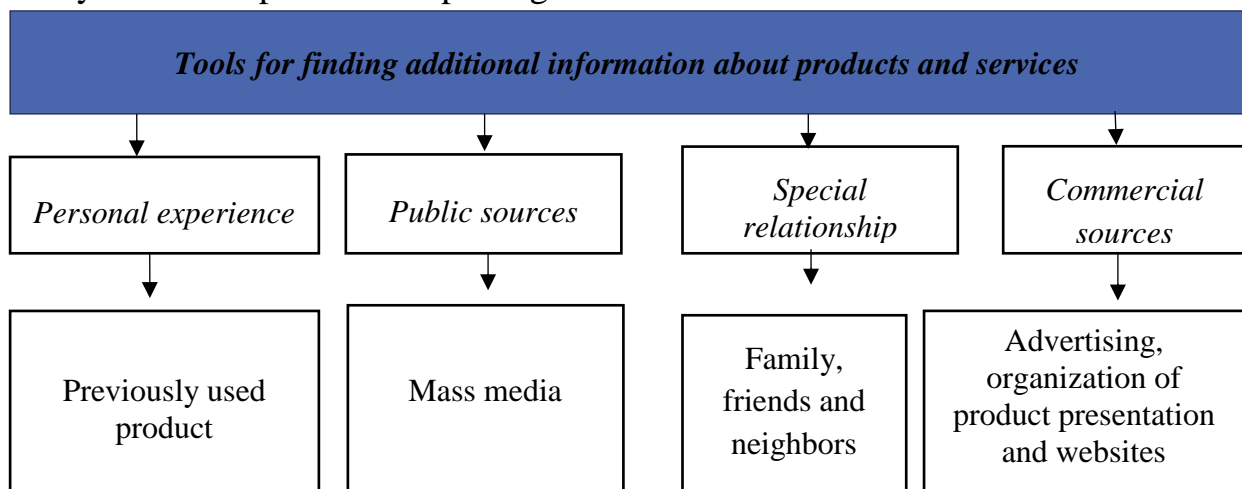 Tools for finding additional information about products and services
Personal experience
Public sources
Special
relationship
Commercial
sources
Previously used
product
Mass media
Family,
friends and
neighbors
Advertising,
organization of
product presentation
and websites